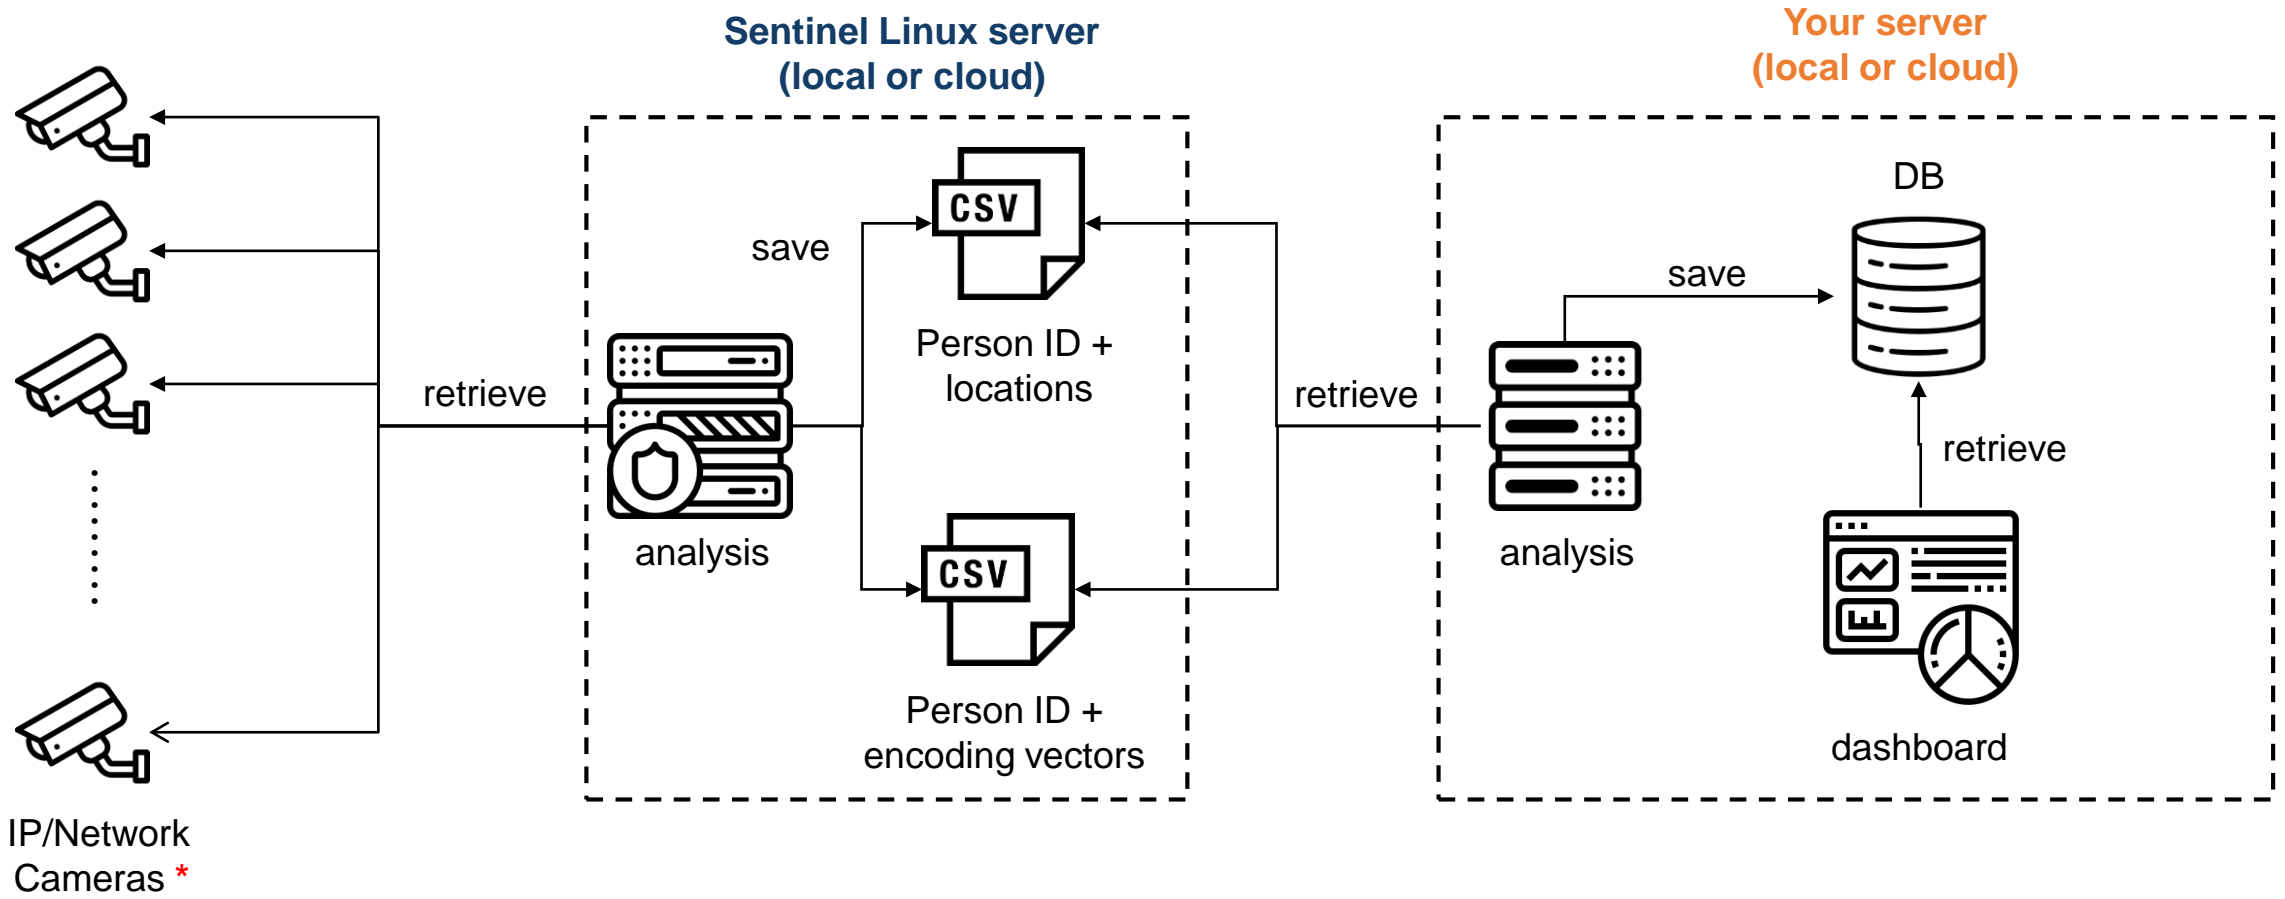 Sentinel Linux server
(local or cloud)
Your server
(local or cloud)
CSV
save
Person ID +
locations
retrieve
analysis
CSV
Person ID +
encoding vectors
retrieve
DB
save
analysis
retrieve
dashboard
IP/Network
Cameras *